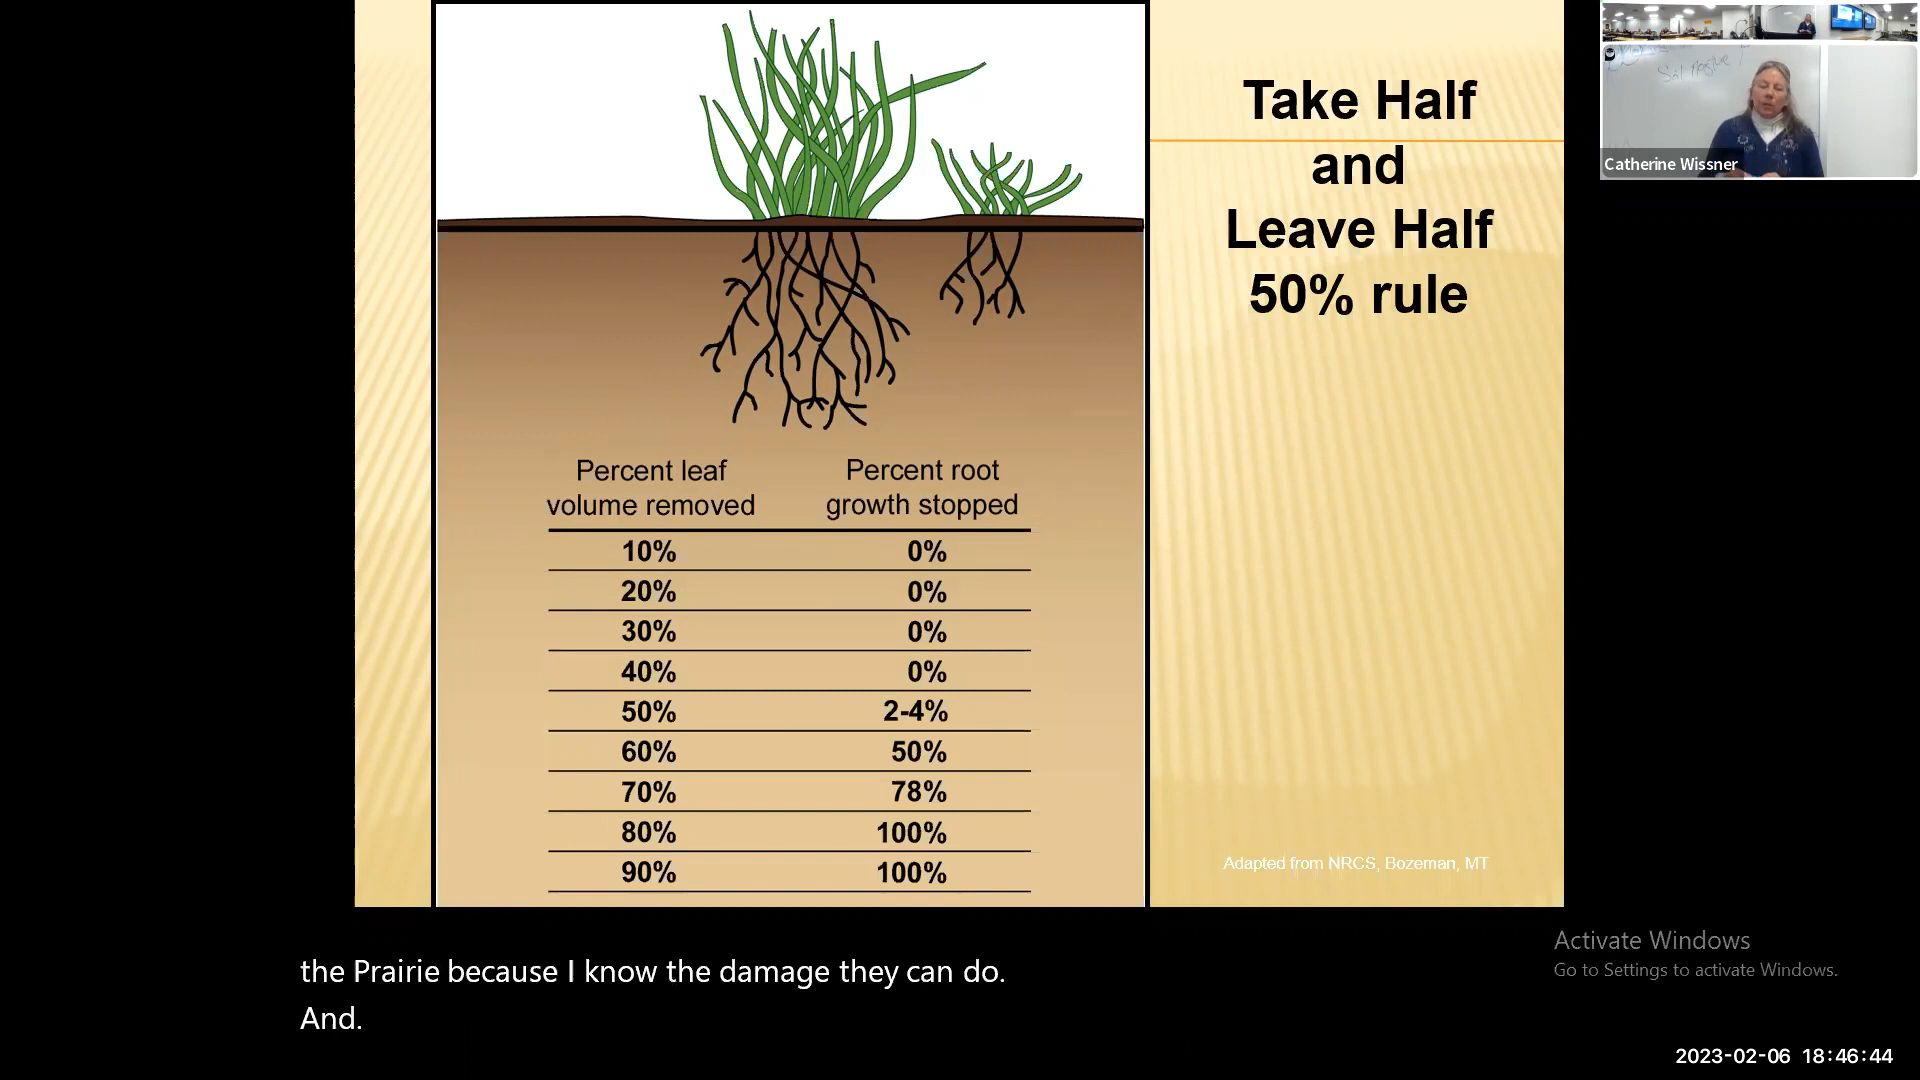 Take Half
and
Leave Half
50% rule
Percent leaf
volume removed
Percent root
growth stopped
10% 0%
20% 0%
30% 0%
40% 0%
50% 2-4%
60% 50%
70% 78%
80% 100%
90% 100%
Adapted from NRCS, Bozeman, MT
Soil
Catherine Wissner
the Prairie because I know the damage they can do.
And.
Activate Windows
Go to Settings to activate Windows.
2023-02-06 18:46:44